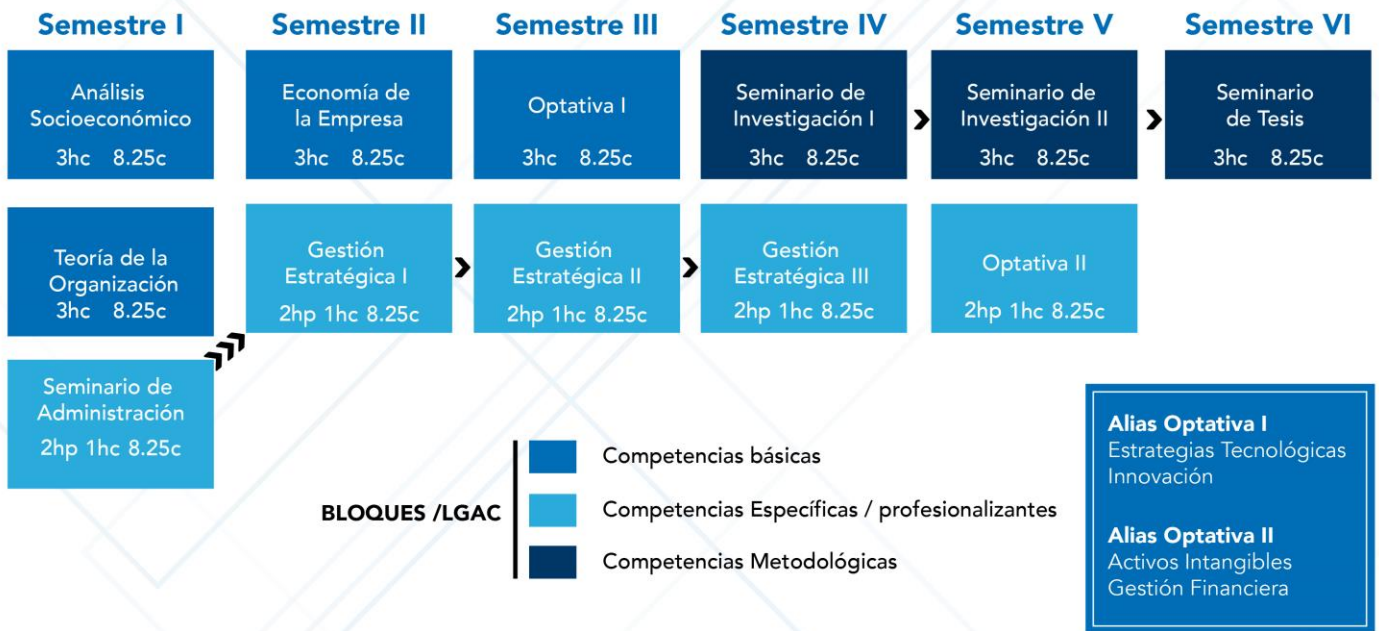 Semestre I
Semestre II
Semestre III
Semestre IV
Semestre V
Semestre VI
Análisis
Socioeconómico
3hc 8.25c
Economía de
la Empresa
3hc 8.25c
Optativa I
3hc 8.25c
Seminario de
Investigación I
3hc 8.25c
Seminario de
Investigación II
3hc 8.25c
Seminario
de Tesis
3hc 8.25c
Teoría de la
Organización
3hc 8.25c
Gestión
Estratégica I
2hp 1hc 8.25c
Gestión
Estratégica II
2hp 1hc 8.25c
Gestión
Estratégica III
2hp 1hc 8.25c
Optativa II
2hp 1hc 8.25c
Seminario de
Administración
2hp 1hc 8.25c
BLOQUES /LGAC
Competencias básicas
Competencias Específicas / profesionalizantes
Competencias Metodológicas
Alias Optativa I
Estrategias Tecnológicas
Innovación
Alias Optativa II
Activos Intangibles
Gestión Financiera